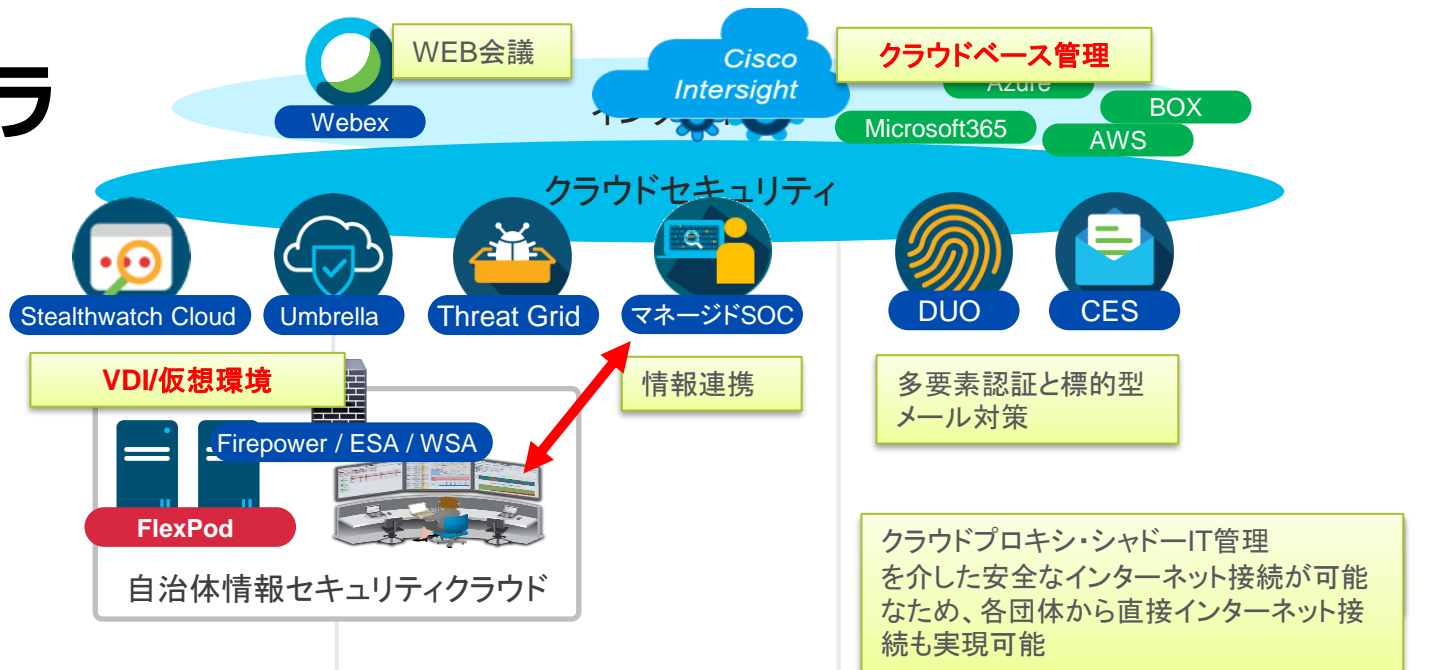 ラ
WEB会議
Cisco
Intersight
クラウドベース管理
Azure
BOX
Webex
Microsoft365
AWS
クラウドセキュリティ
Stealthwatch Cloud
Umbrella
Threat Grid
マネージドSOC
DUO
CES
VDI/仮想環境
情報連携
多要素認証と標的型
メール対策
Firepower / ESA / WSA
FlexPod
自治体情報セキュリティクラウド
クラウドプロキシ・シャドーIT管理
を介した安全なインターネット接続が可能
なため、各団体から直接インターネット接
続も実現可能